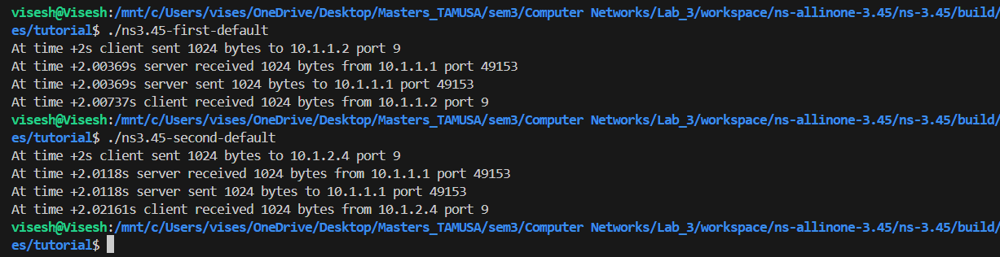 visesh@Visesh:/mnt/c/Users/vises/OneDrive/Desktop/Masters_TAMUSA/sem3/Computer Networks/Lab_3/workspace/ns-allinone-3.45/ns-3.45/build/
es/tutorial$ ./ns3.45-first-default
At time +2s client sent 1024 bytes to 10.1.1.2 port 9
At time +2.00369s server received 1024 bytes from 10.1.1.1 port 49153
At time +2.00369s server sent 1024 bytes to 10.1.1.1 port 49153
At time +2.00737s client received 1024 bytes from 10.1.1.2 port 9
visesh@Visesh:/mnt/c/Users/vises/OneDrive/Desktop/Masters_TAMUSA/sem3/Computer Networks/Lab_3/workspace/ns-allinone-3.45/ns-3.45/build/
es/tutorial$ ./ns3.45-second-default
At time +2s client sent 1024 bytes to 10.1.2.4 port 9
At time +2.0118s server received 1024 bytes from 10.1.1.1 port 49153
At time +2.0118s server sent 1024 bytes to 10.1.1.1 port 49153
At time +2.02161s client received 1024 bytes from 10.1.2.4 port 9
visesh@Visesh:/mnt/c/Users/vises/OneDrive/Desktop/Masters_TAMUSA/sem3/Computer Networks/Lab_3/workspace/ns-allinone-3.45/ns-3.45/build/
es/tutorial$